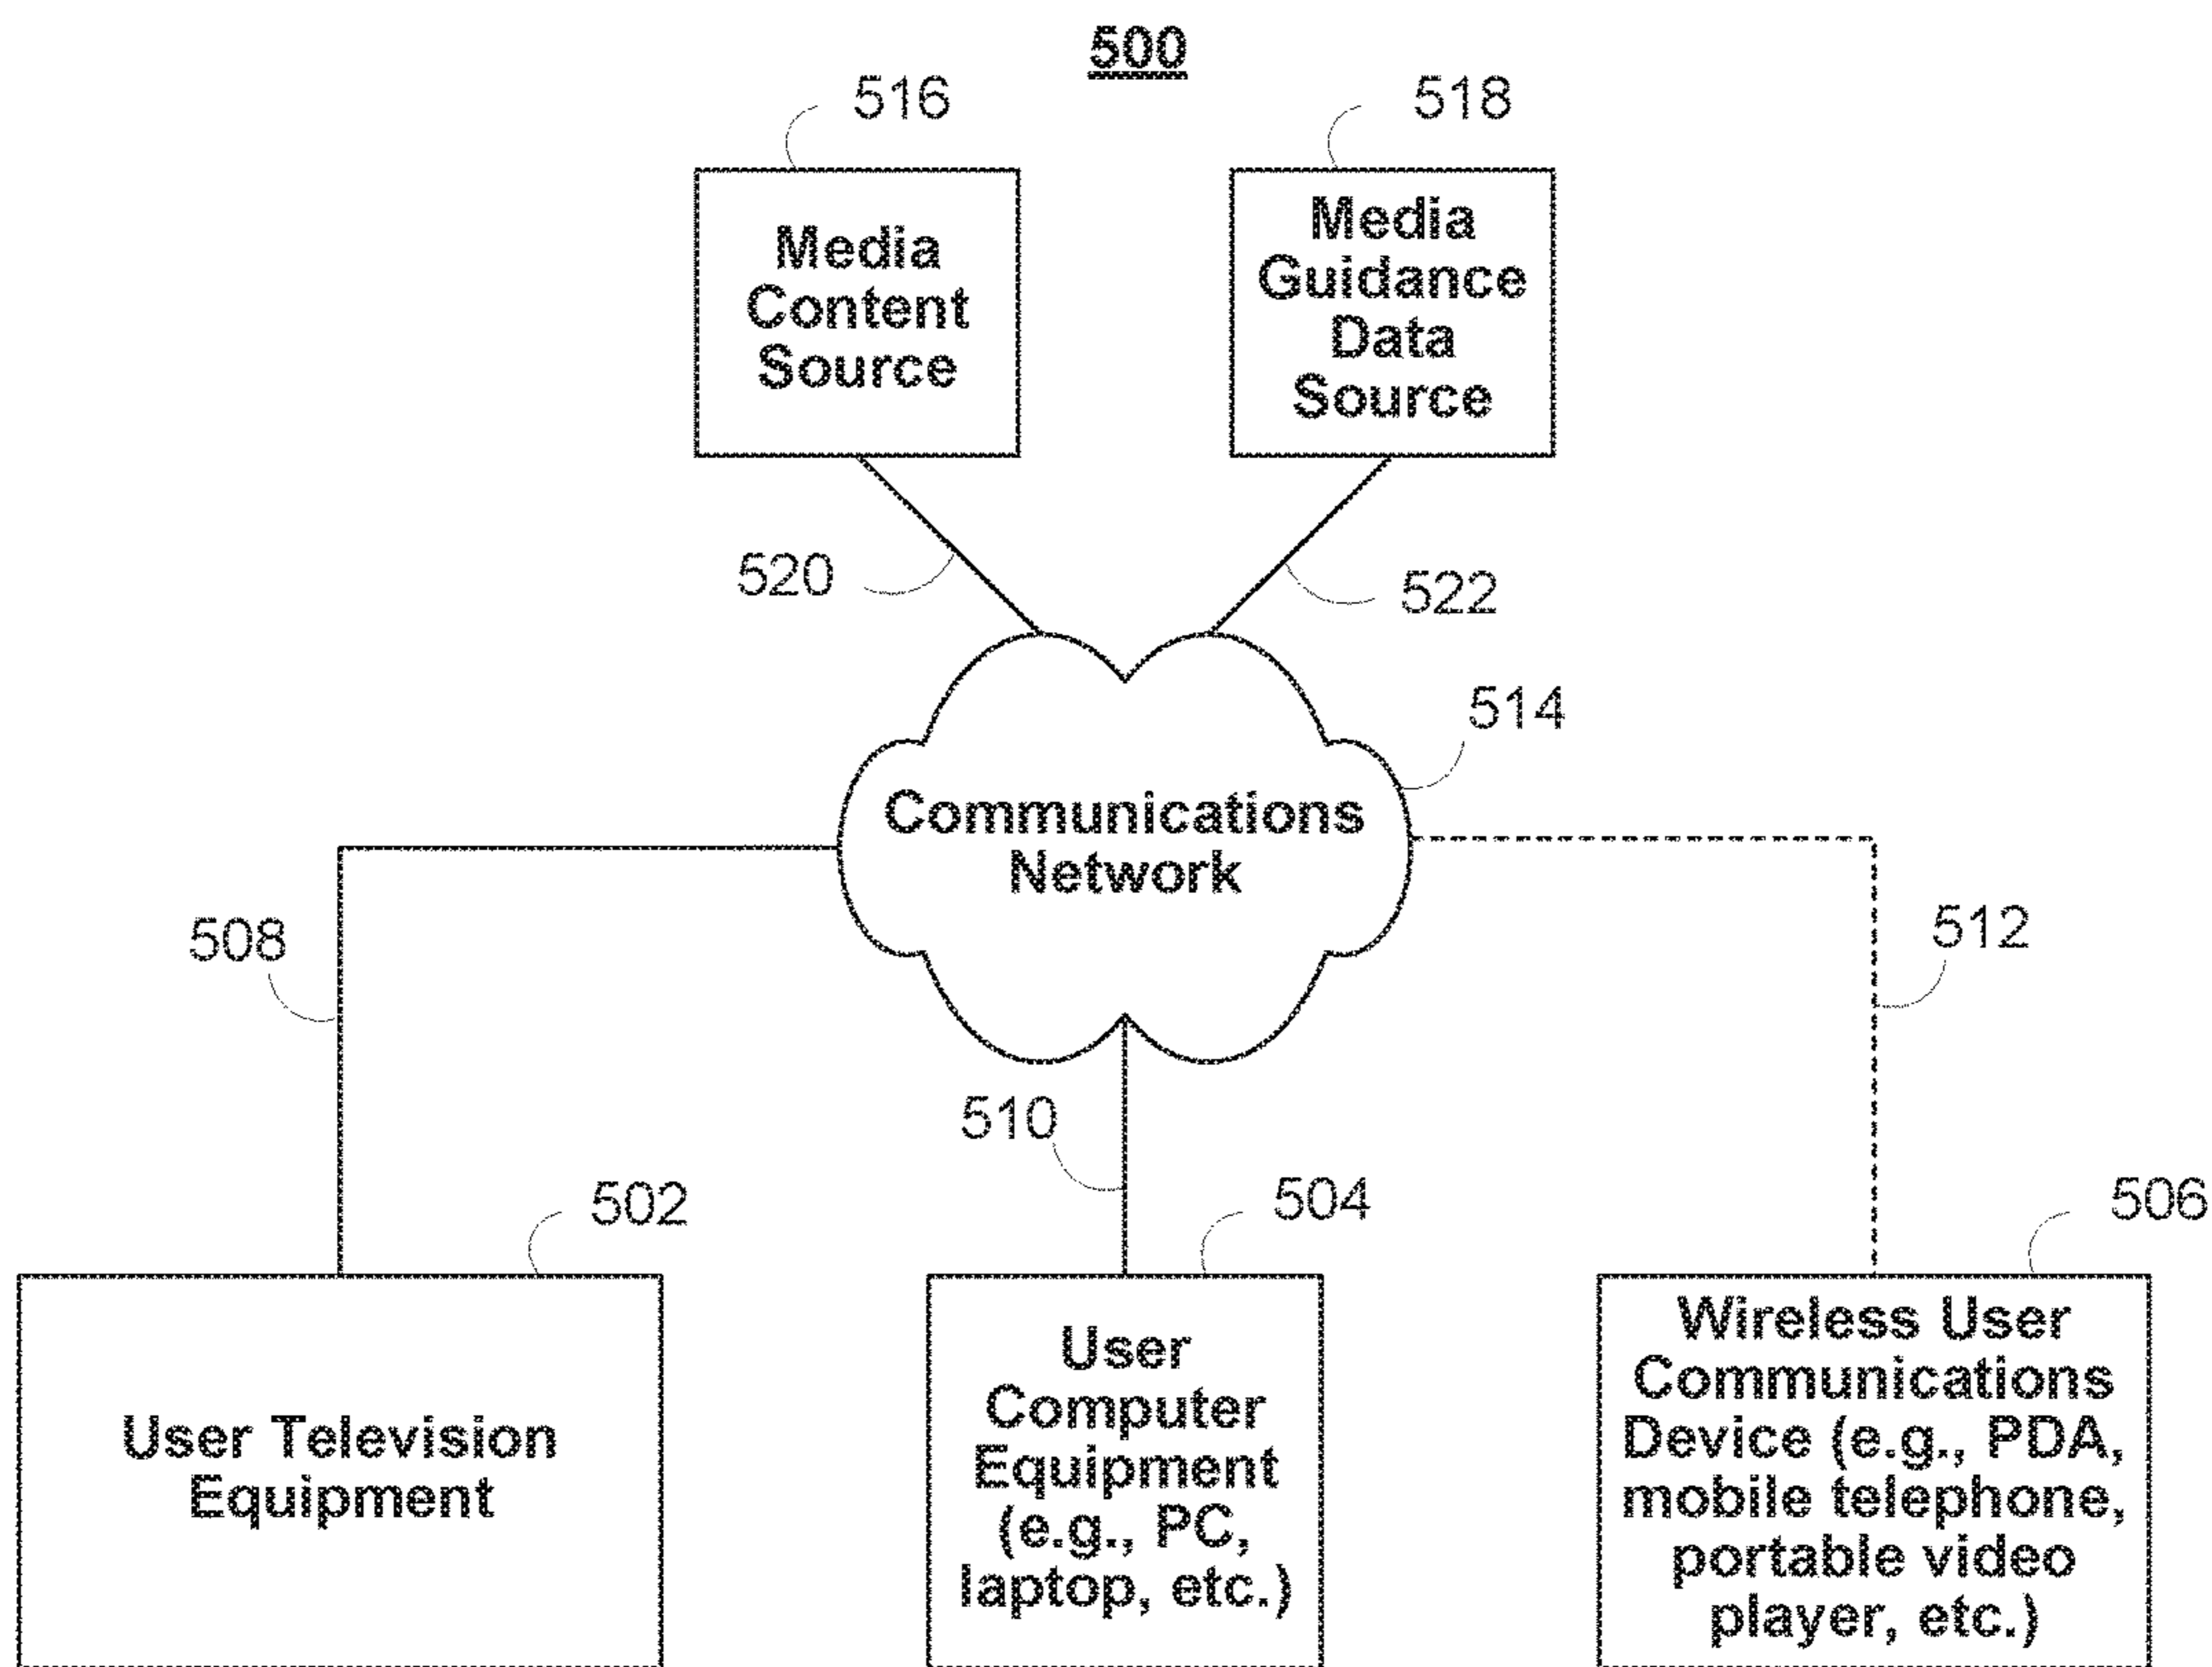 500
516
518
Media
Content
Source
Media
Guidance
Data
Source
520
522
514
Communications
Network
508
512
510
502
504
506
User Television
Equipment
User
Computer
Equipment
(e.g., PC,
laptop, etc.)
Wireless User
Communications
Device (e.g., PDA,
mobile telephone,
portable video
player, etc.)